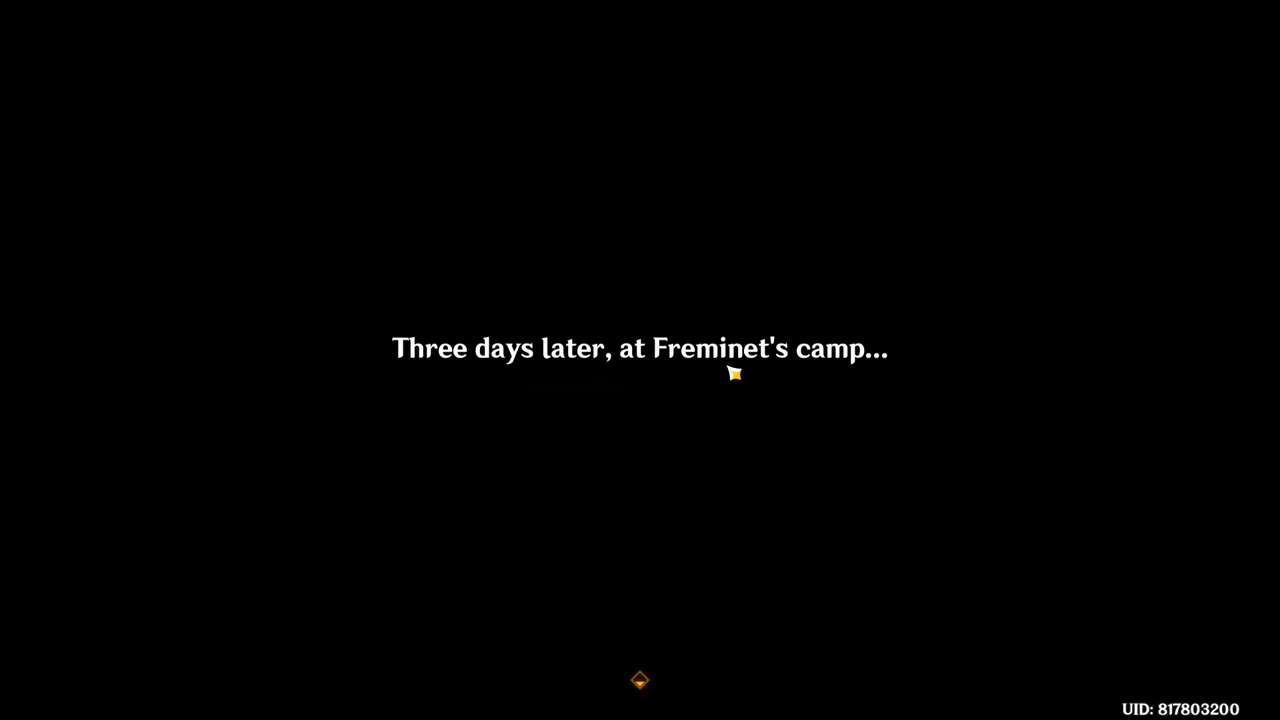 Three days later, at Freminet's camp...
UID: 817803200